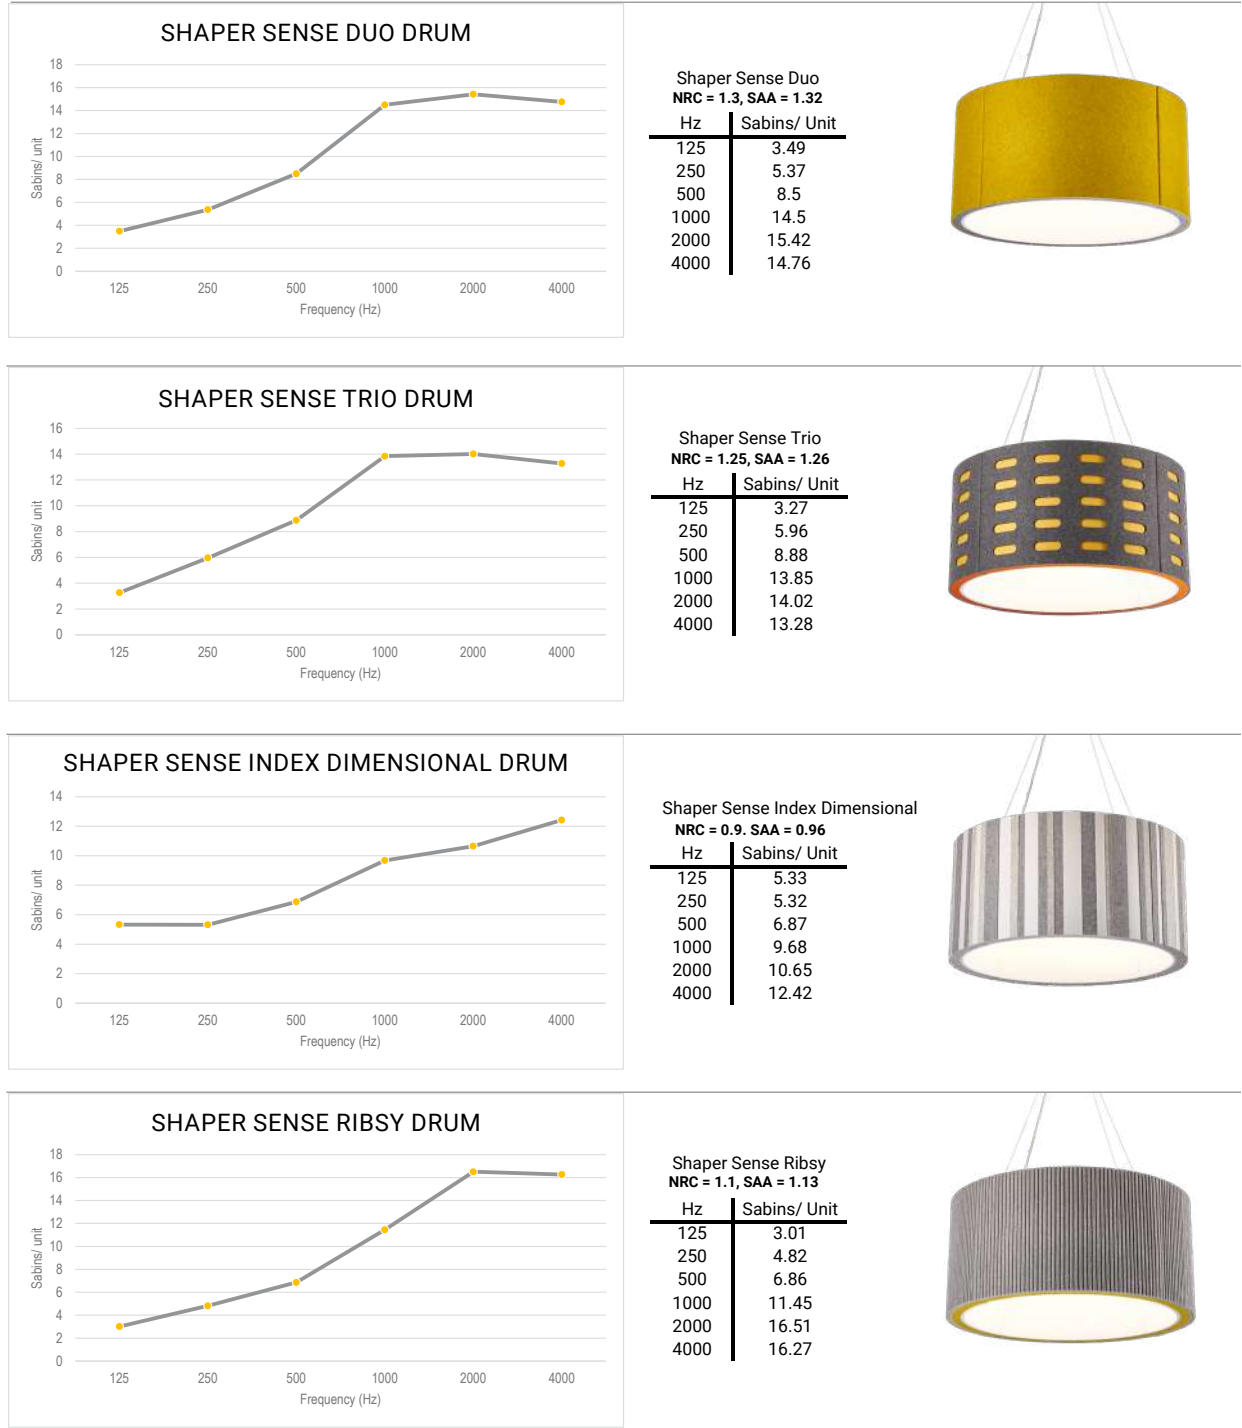 SHAPER SENSE DUO DRUM
18
16
14
12
10
8
6
4
2
0
Sabins/ unit
125 250 500 1000 2000 4000
Frequency (Hz)
Shaper Sense Duo
NRC = 1.3, SAA = 1.32
Hz Sabins/ Unit
125 3.49
250 5.37
500 8.5
1000 14.5
2000 15.42
4000 14.76
SHAPER SENSE TRIO DRUM
16
14
12
10
8
6
4
2
0
Sabins/ unit
125 250 500 1000 2000 4000
Frequency (Hz)
Shaper Sense Trio
NRC = 1.25, SAA = 1.26
Hz Sabins/ Unit
125 3.27
250 5.96
500 8.88
1000 13.85
2000 14.02
4000 13.28
SHAPER SENSE INDEX DIMENSIONAL DRUM
14
12
10
8
6
4
2
0
Sabins/ unit
125 250 500 1000 2000 4000
Frequency (Hz)
Shaper Sense Index Dimensional
NRC = 0.9. SAA = 0.96
Hz Sabins/ Unit
125 5.33
250 5.32
500 6.87
1000 9.68
2000 10.65
4000 12.42
SHAPER SENSE RIBSY DRUM
18
16
14
12
10
8
6
4
2
0
Sabins/ unit
125 250 500 1000 2000 4000
Frequency (Hz)
Shaper Sense Ribsy
NRC = 1.1, SAA = 1.13
Hz Sabins/ Unit
125 3.01
250 4.82
500 6.86
1000 11.45
2000 16.51
4000 16.27